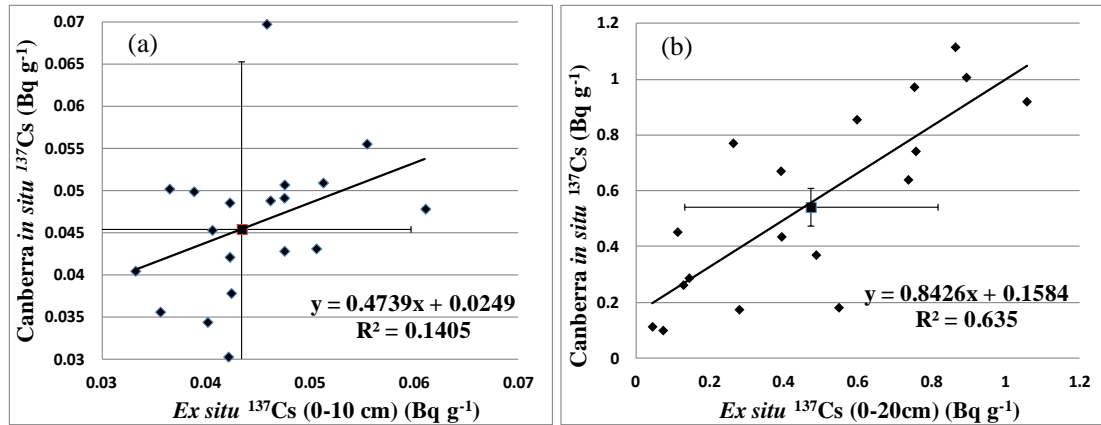 (a)
Canberra in situ ¹³⁷Cs (Bq g⁻¹)
0.07
0.065
0.06
0.055
0.05
0.045
0.04
0.035
0.03
y = 0.4739x + 0.0249
R² = 0.1405
0.03
0.04
0.05
0.06
0.07
Ex situ ¹³⁷Cs (0-10 cm) (Bq g⁻¹)
(b)
Canberra in situ ¹³⁷Cs (Bq g⁻¹)
1.2
1
0.8
0.6
0.4
0.2
0
y = 0.8426x + 0.1584
R² = 0.635
0
0.2
0.4
0.6
0.8
1
1.2
Ex situ ¹³⁷Cs (0-20cm) (Bq g⁻¹)